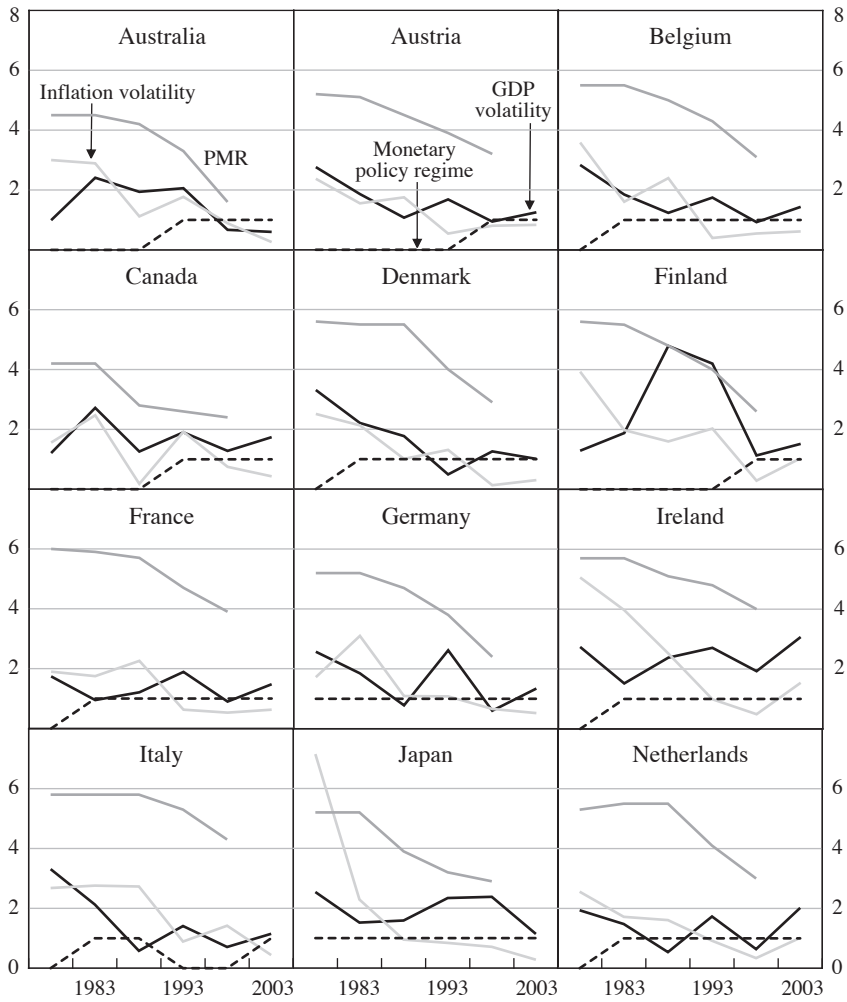 8 8
Australia Austria Belgium
6 6
Inflation volatility
GDP
volatility
4 4
Monetary
policy regime
PMR
2 2
Canada Denmark Finland
6 6
4 4
2 2
France Germany Ireland
6 6
4 4
2 2
Italy Japan Netherlands
6 6
4 4
2 2
0 0
1983 1993 2003 1983 1993 2003 1983 1993 2003